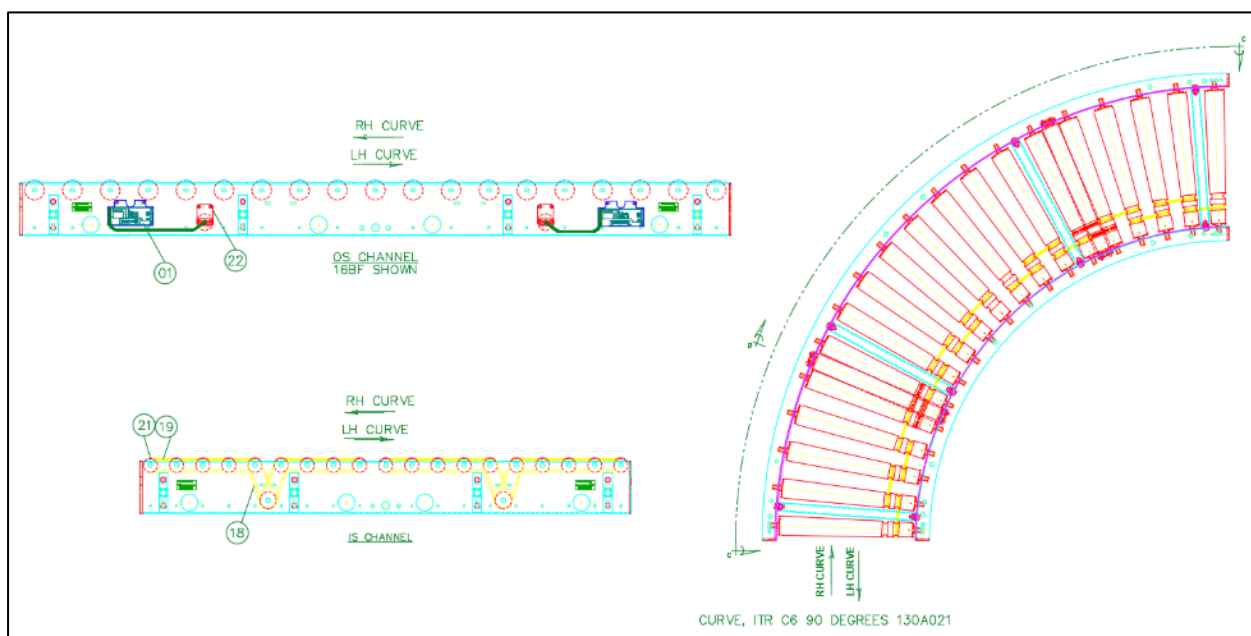 RH CURVE
LH CURVE
01
22
OS CHANNEL
16BF SHOWN
RH CURVE
LH CURVE
21
19
18
IS CHANNEL
C
C
RH CURVE
LH CURVE
CURVE, ITR C6 90 DEGREES 130A021